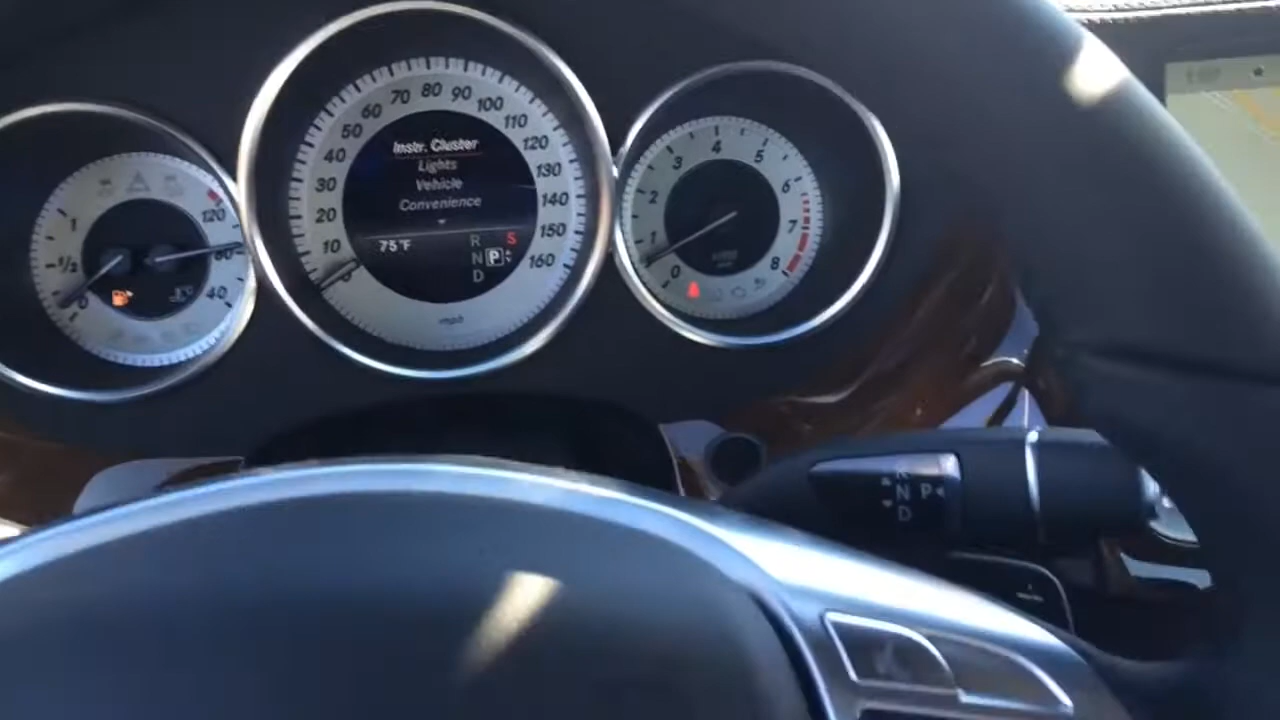 1
1/2
0
120
80
40
10
20
30
40
50
60
70
80
90
100
110
120
130
140
150
160
Instr. Cluster
Lights
Vehicle
Convenience
75°F
R S
N P
D
mph
0
1
2
3
4
5
6
7
8
R
N P
D